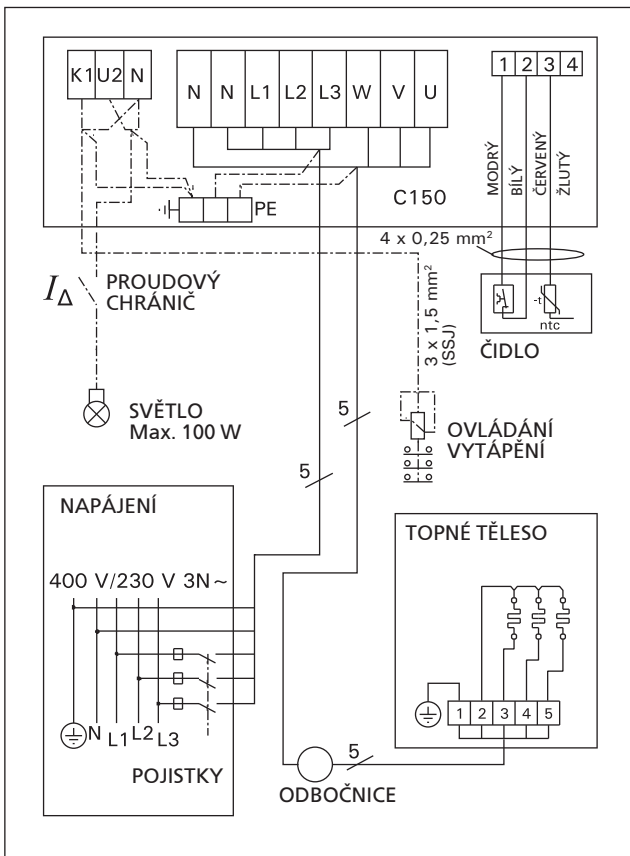 K1 U2 N
N N L1 L2 L3 W V U
1 2 3 4
MODRÝ
BÍLÝ
ČERVENÝ
ŽLUTÝ
PE
C150
4 x 0,25 mm²
I∆ PROUDOVÝ
CHRÁNIČ
3 x 1,5 mm²
(SSJ)
-t
ntc
ČIDLO
SVĚTLO
Max. 100 W
5
OVLÁDÁNÍ
VYTÁPĚNÍ
5
NAPÁJENÍ
400 V/230 V 3N~
N L1 L2 L3
POJISTKY
TOPNÉ TĚLESO
1 2 3 4 5
5
ODBOČNICE